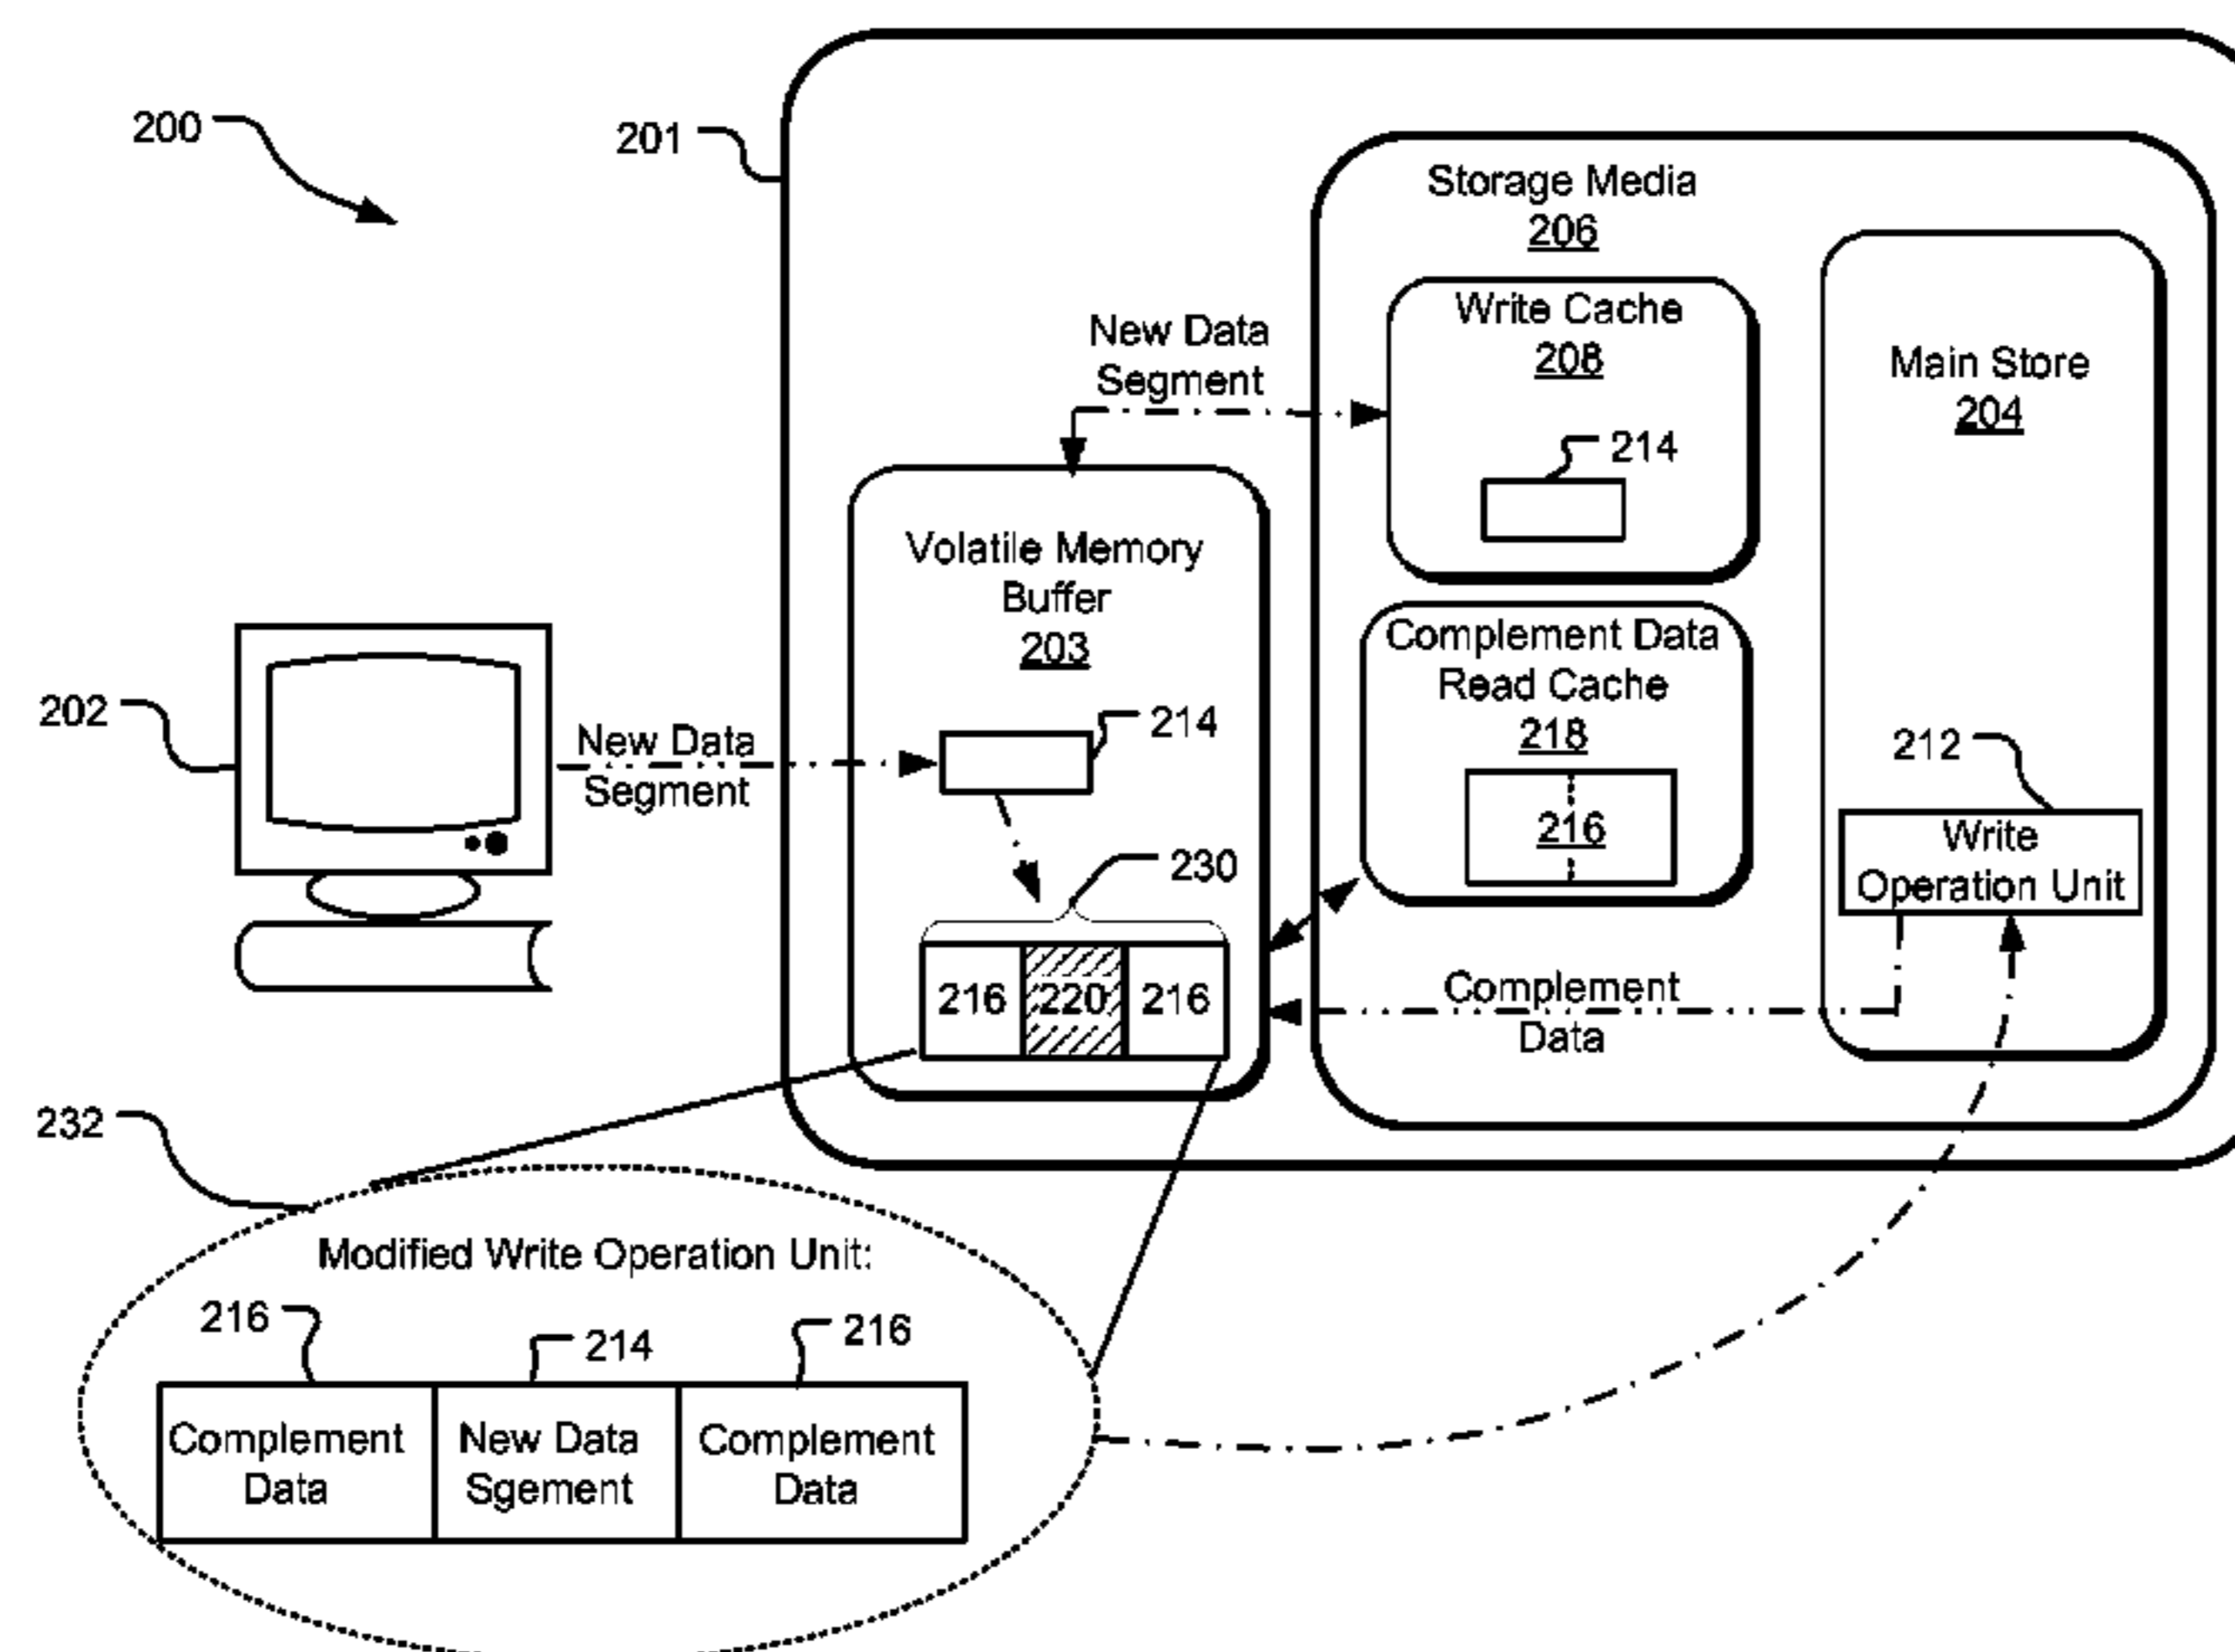 200
201
Storage Media
206
Write Cache
208
214
Main Store
204
New Data
Segment
Volatile Memory
Buffer
203
Complement Data
Read Cache
218
216
202
New Data
Segment
214
212
Write
Operation Unit
230
216
220
216
Complement
Data
232
Modified Write Operation Unit:
216
214
216
Complement
Data
New Data
Sgement
Complement
Data